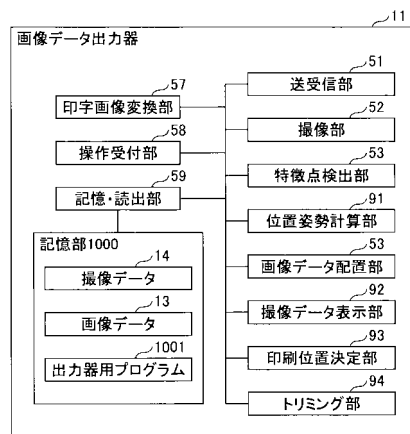 11
画像データ出力器
57
印字画像変換部
58
操作受付部
59
記憶・読出部
記憶部1000
14
撮像データ
13
画像データ
1001
出力器用プログラム
51
送受信部
52
撮像部
53
特徴点検出部
91
位置姿勢計算部
53
画像データ配置部
92
撮像データ表示部
93
印刷位置決定部
94
トリミング部